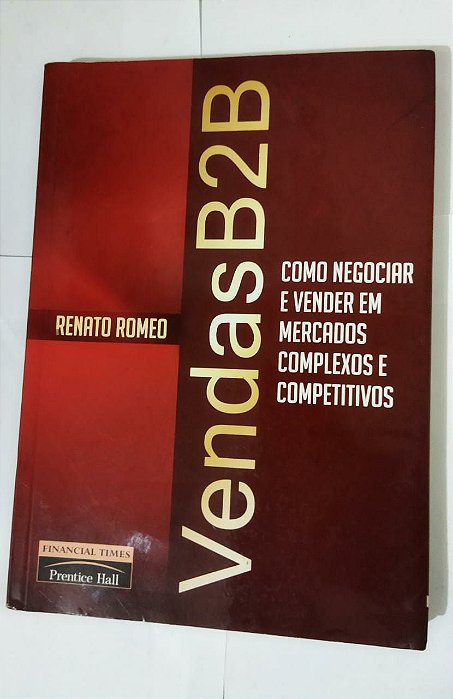 VendasB2B
COMO NEGOCIAR
E VENDER EM
MERCADOS
COMPLEXOS E
COMPETITIVOS
RENATO ROMEO
FINANCIAL TIMES
Prentice Hall